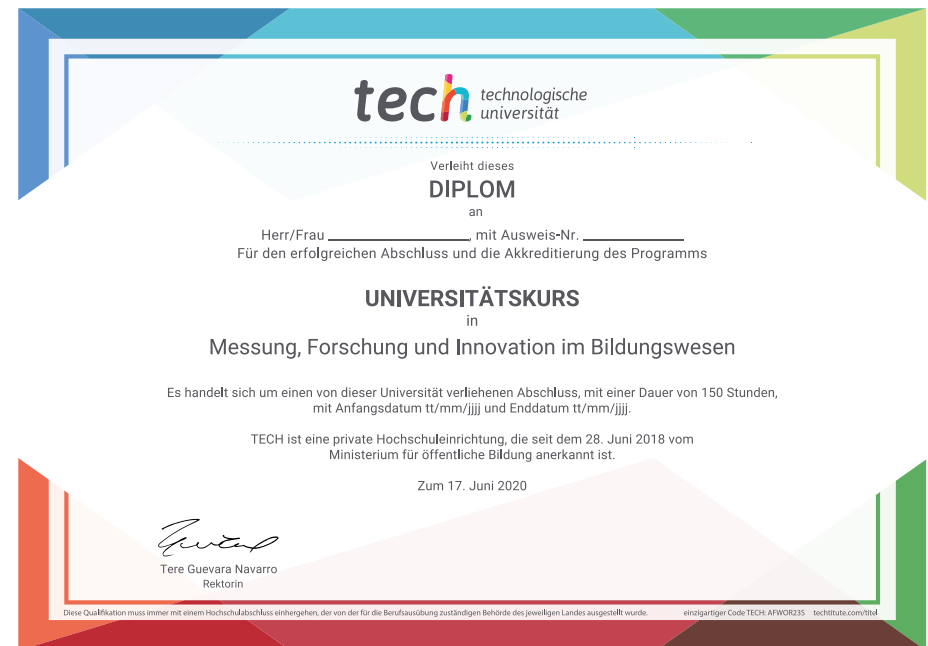 tech technologische
universität
Verleiht dieses
DIPLOM
an
Herr/Frau ____________, mit Ausweis-Nr. ____________
Für den erfolgreichen Abschluss und die Akkreditierung des Programms
UNIVERSITÄTSKURS
in
Messung, Forschung und Innovation im Bildungswesen
Es handelt sich um einen von dieser Universität verliehenen Abschluss, mit einer Dauer von 150 Stunden,
mit Anfangsdatum tt/mm/jjjj und Enddatum tt/mm/jjjj.
TECH ist eine private Hochschuleinrichtung, die seit dem 28. Juni 2018 vom
Ministerium für öffentliche Bildung anerkannt ist.
Zum 17. Juni 2020
Tere Guevara Navarro
Rektorin
Diese Qualifikation muss immer mit einem Hochschulabschluss einhergehen, der von der für die Berufsausübung zuständigen Behörde des jeweiligen Landes ausgestellt wurde. einzigartiger Code TECH: AFWOR23S techtitute.com/titel